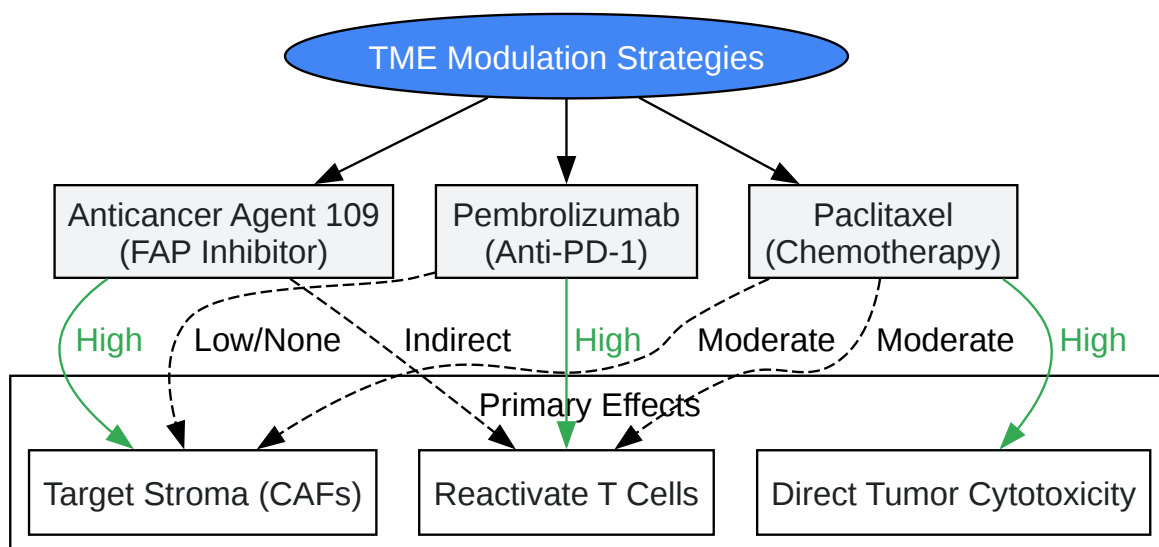 TME Modulation Strategies
Anticancer Agent 109
(FAP Inhibitor)
Pembrolizumab
(Anti-PD-1)
Paclitaxel
(Chemotherapy)
High
Low/None
Indirect
High
Moderate
Moderate
High
Primary Effects
Target Stroma (CAFs)
Reactivate T Cells
Direct Tumor Cytotoxicity